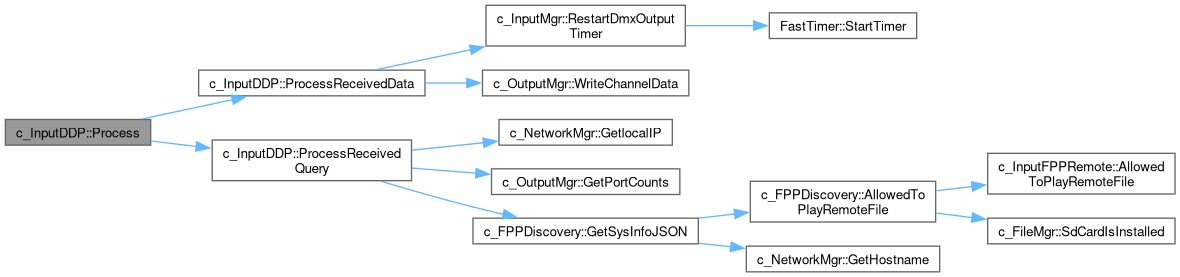 c_InputDDP::Process
c_InputDDP::ProcessReceivedData
c_InputMgr::RestartDmxOutput
Timer
FastTimer::StartTimer
c_OutputMgr::WriteChannelData
c_InputDDP::ProcessReceived
Query
c_NetworkMgr::GetlocalIP
c_OutputMgr::GetPortCounts
c_FPPDiscovery::GetSysInfoJSON
c_FPPDiscovery::AllowedTo
PlayRemoteFile
c_InputFPPRemote::Allowed
ToPlayRemoteFile
c_FileMgr::SdCardIsInstalled
c_NetworkMgr::GetHostname